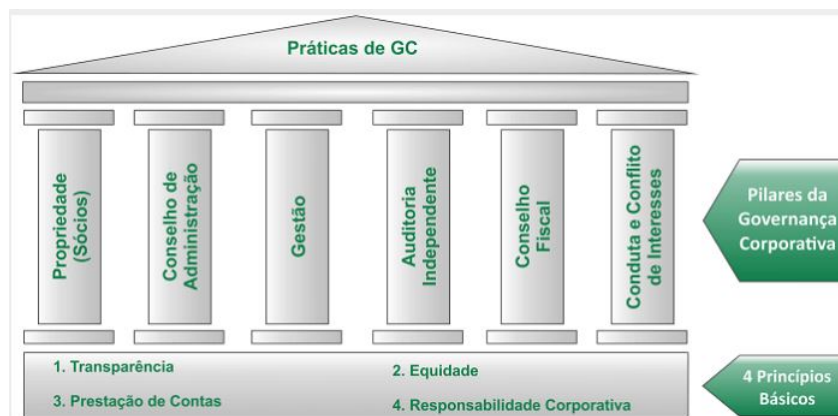 Práticas de GC
Propriedade
(Sócios)
Conselho de
Administração
Gestão
Auditoria
Independente
Conselho
Fiscal
Conduta e Conflito
de Interesses
Pilares da
Governança
Corporativa
1. Transparência
2. Equidade
3. Prestação de Contas
4. Responsabilidade Corporativa
4 Princípios
Básicos